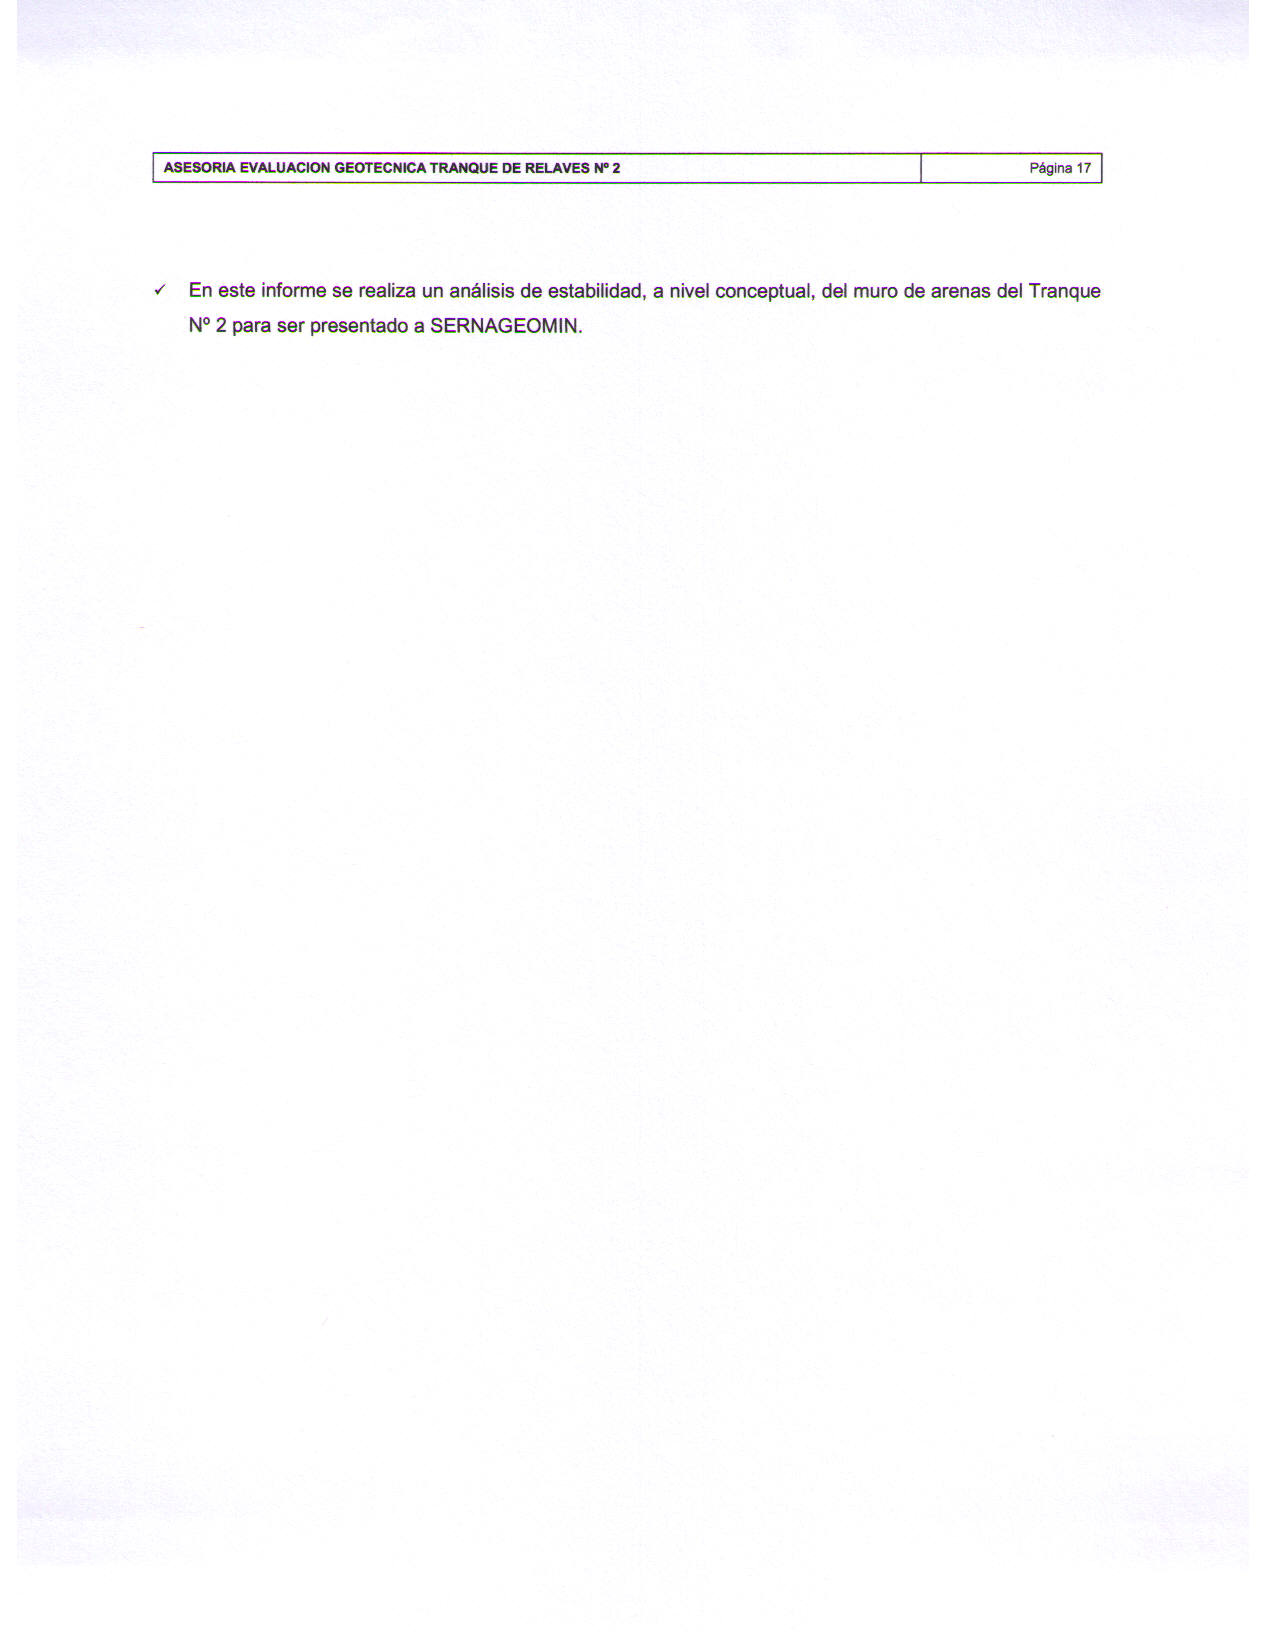 ASESORIA EVALUACION GEOTECNICA TRANQUE DE RELAVES Nº 2 Página 17
✓ En este informe se realiza un análisis de estabilidad, a nivel conceptual, del muro de arenas del Tranque
Nº 2 para ser presentado a SERNAGEOMIN.